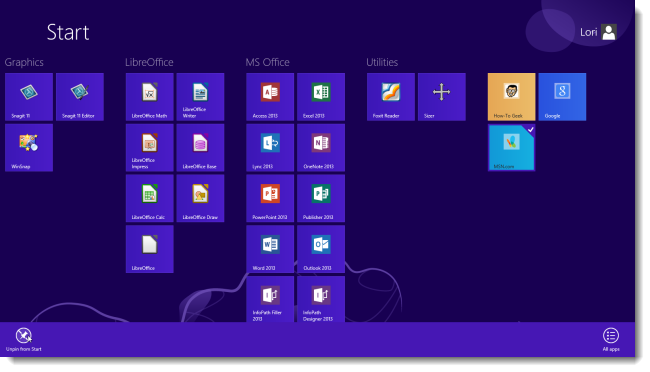 Start
Lori
Graphics
LibreOffice
MS Office
Utilities
Snagit 11
Snagit 11 Editor
LibreOffice Math
LibreOffice
Writer
Access 2013
Excel 2013
Foxit Reader
Sizer
How-To Geek
Google
WinSnap
LibreOffice
Impress
LibreOffice Base
Lync 2013
OneNote 2013
MSN.com
LibreOffice Calc
LibreOffice Draw
PowerPoint 2013
Publisher 2013
LibreOffice
Word 2013
Outlook 2013
InfoPath Filler
2013
InfoPath
Designer 2013
Unpin from Start
All apps